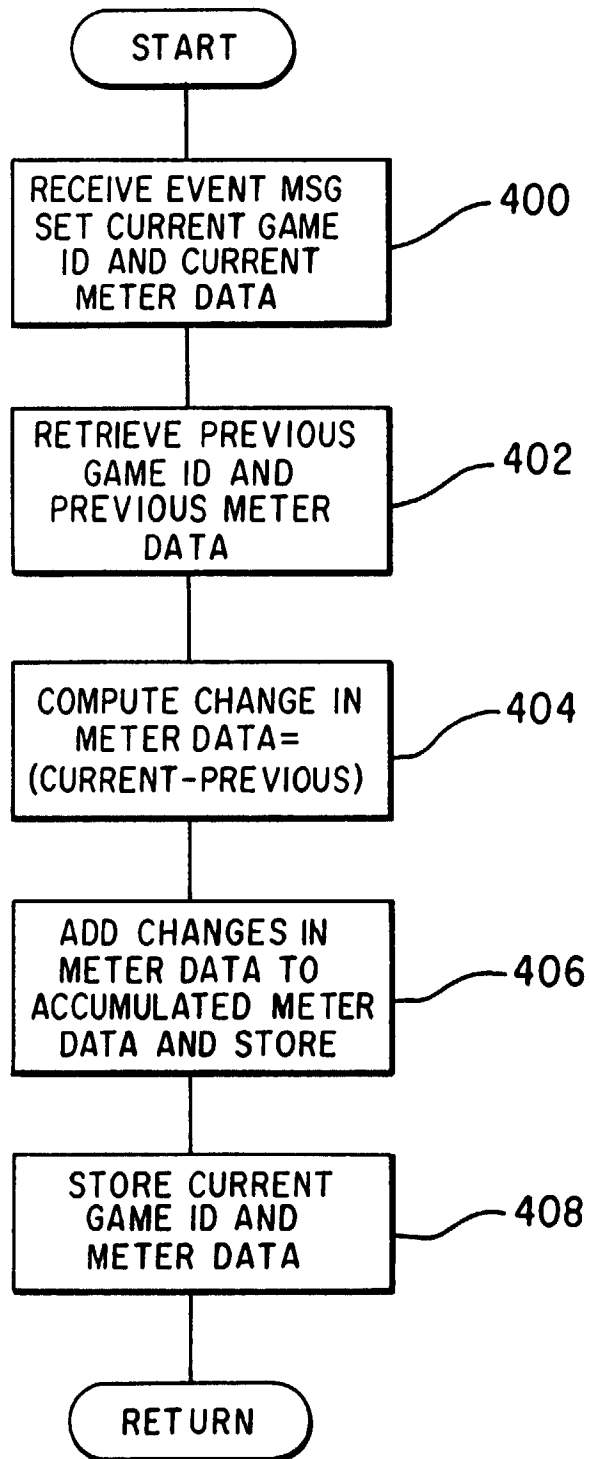 START
RECEIVE EVENT MSG
SET CURRENT GAME
ID AND CURRENT
METER DATA
400
RETRIEVE PREVIOUS
GAME ID AND
PREVIOUS METER
DATA
402
COMPUTE CHANGE IN
METER DATA=
(CURRENT-PREVIOUS)
404
ADD CHANGES IN
METER DATA TO
ACCUMULATED METER
DATA AND STORE
406
STORE CURRENT
GAME ID AND
METER DATA
408
RETURN